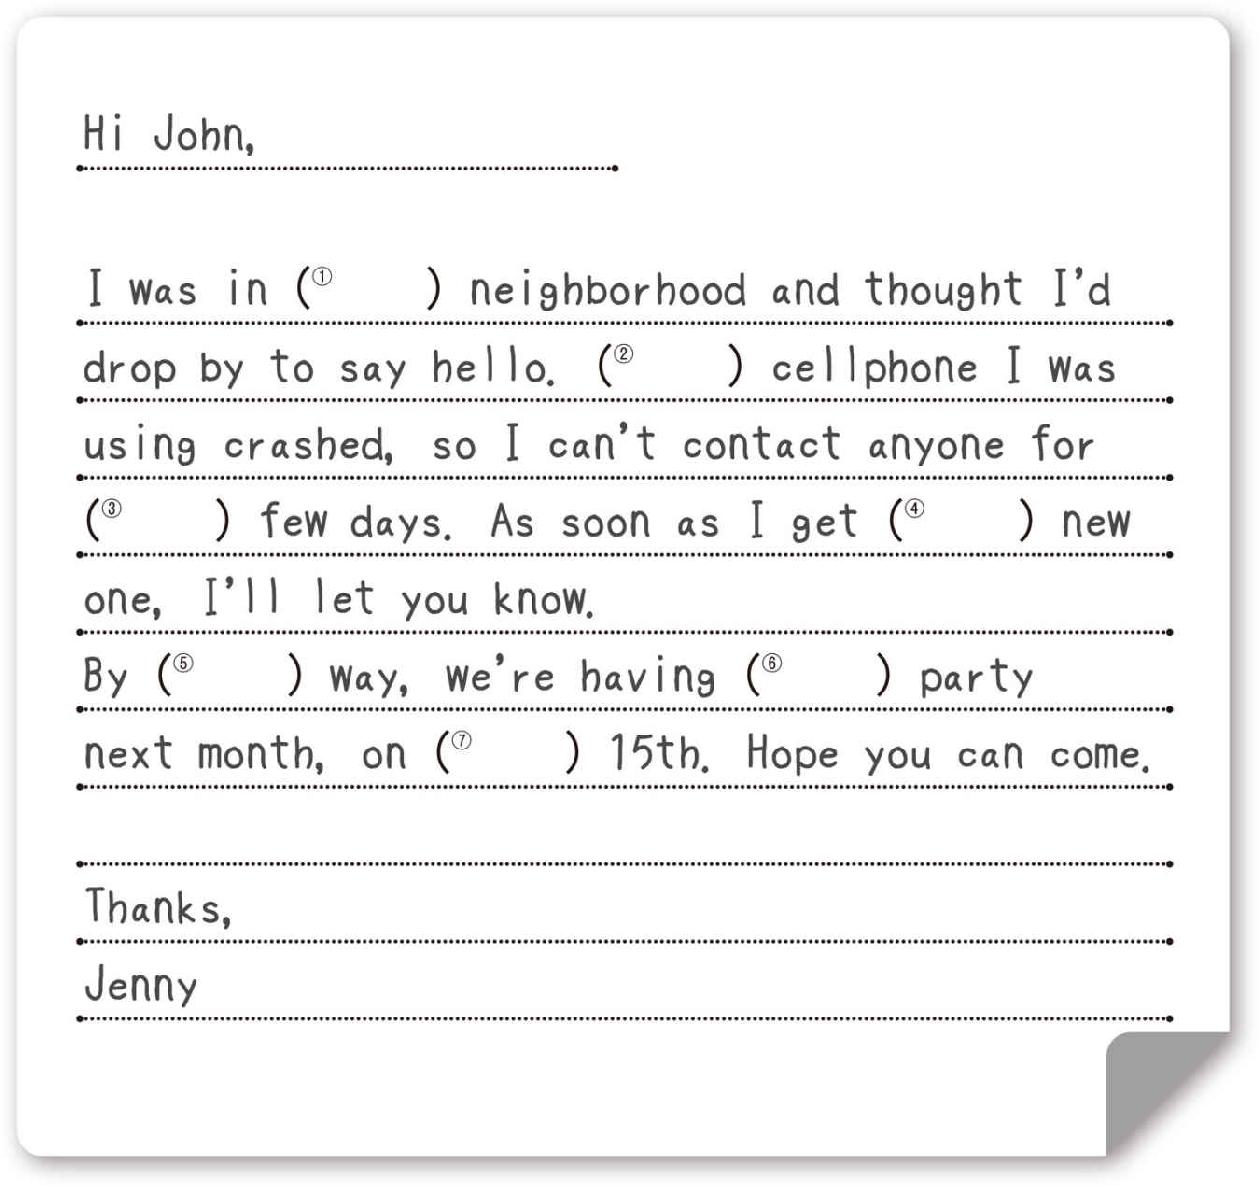 Hi John,
I was in (① ) neighborhood and thought I'd
drop by to say hello. (② ) cellphone I was
using crashed, so I can't contact anyone for
(③ ) few days. As soon as I get (④ ) new
one, I'll let you know.
By (⑤ ) way, we're having (⑥ ) party
next month, on (⑦ ) 15th. Hope you can come.
Thanks,
Jenny